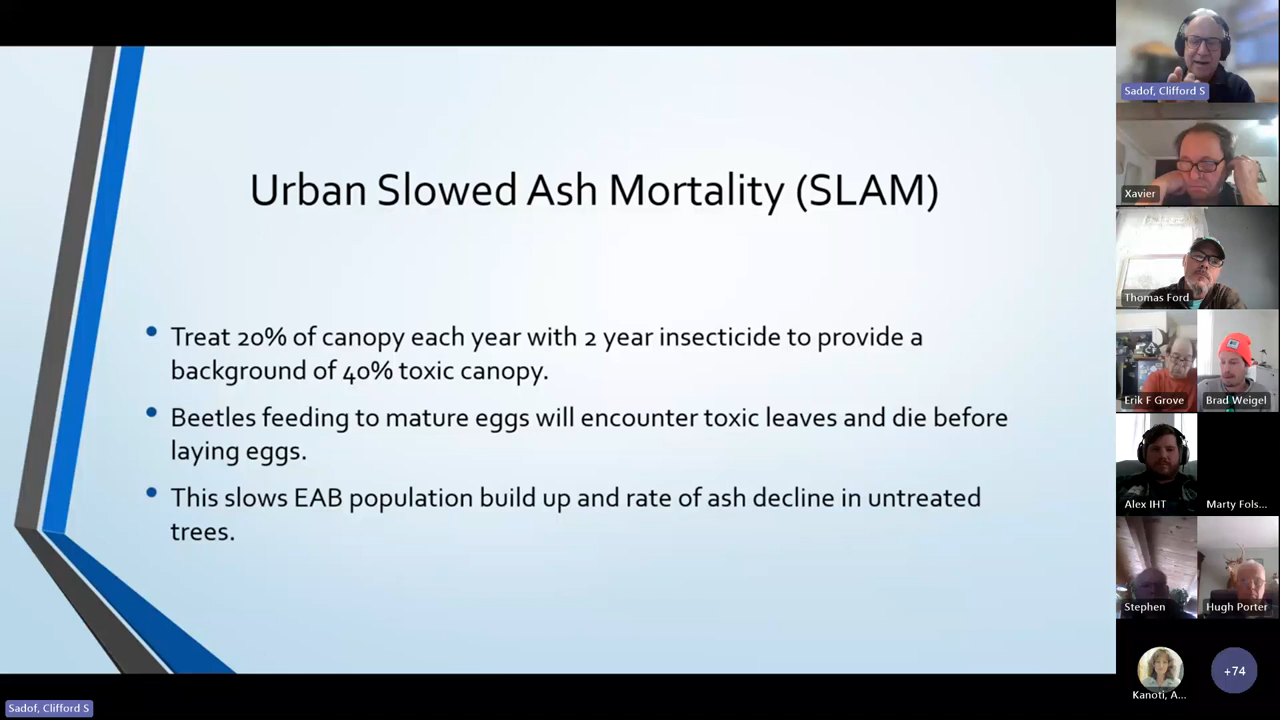 Urban Slowed Ash Mortality (SLAM)
Treat 20% of canopy each year with 2 year insecticide to provide a
background of 40% toxic canopy.
Beetles feeding to mature eggs will encounter toxic leaves and die before
laying eggs.
This slows EAB population build up and rate of ash decline in untreated
trees.
Sadof, Clifford S
Xavier
Thomas Ford
Erik F Grove
Brad Weigel
Alex IHT
Marty Fols...
Stephen
Hugh Porter
Kanoti, A...
+74
Sadof, Clifford S